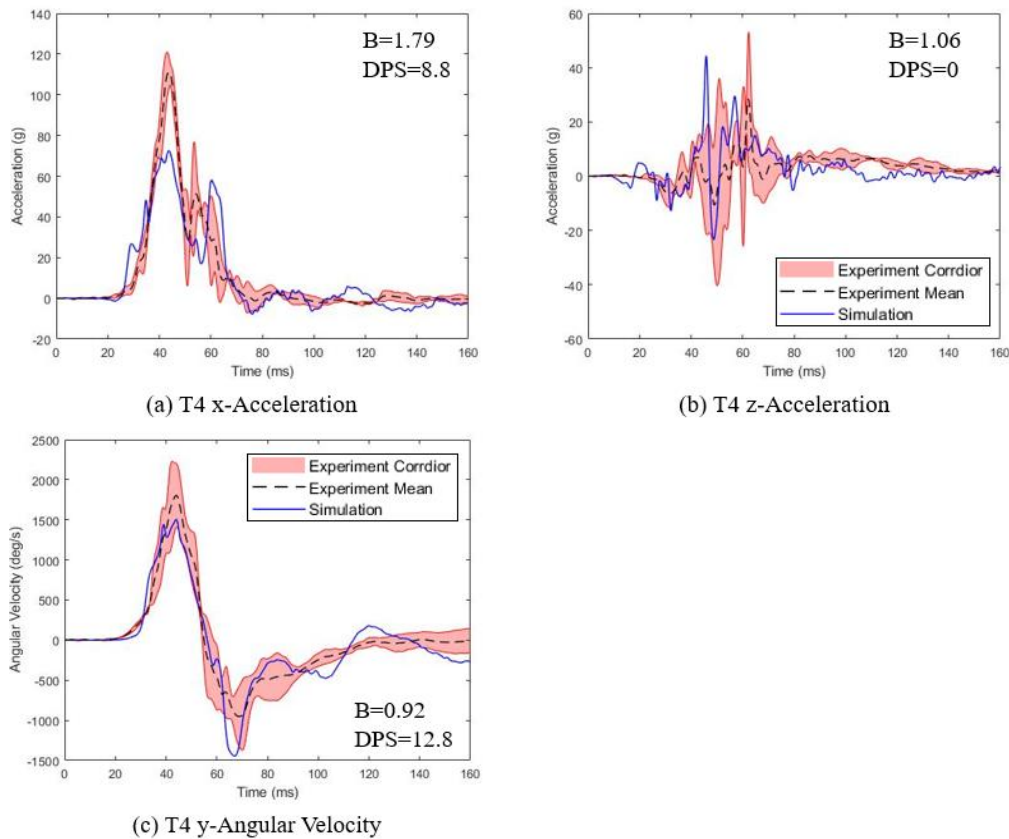 140
120
100
80
60
40
20
0
-20
Acceleration (g)
B=1.79
DPS=8.8
0 20 40 60 80 100 120 140 160
Time (ms)
(a) T4 x-Acceleration
60
40
20
0
-20
-40
-60
Acceleration (g)
B=1.06
DPS=0
Experiment Corrdior
Experiment Mean
Simulation
0 20 40 60 80 100 120 140 160
Time (ms)
(b) T4 z-Acceleration
2500
2000
1500
1000
500
0
-500
-1000
-1500
Angular Velocity (deg/s)
Experiment Corrdior
Experiment Mean
Simulation
B=0.92
DPS=12.8
0 20 40 60 80 100 120 140 160
Time (ms)
(c) T4 y-Angular Velocity